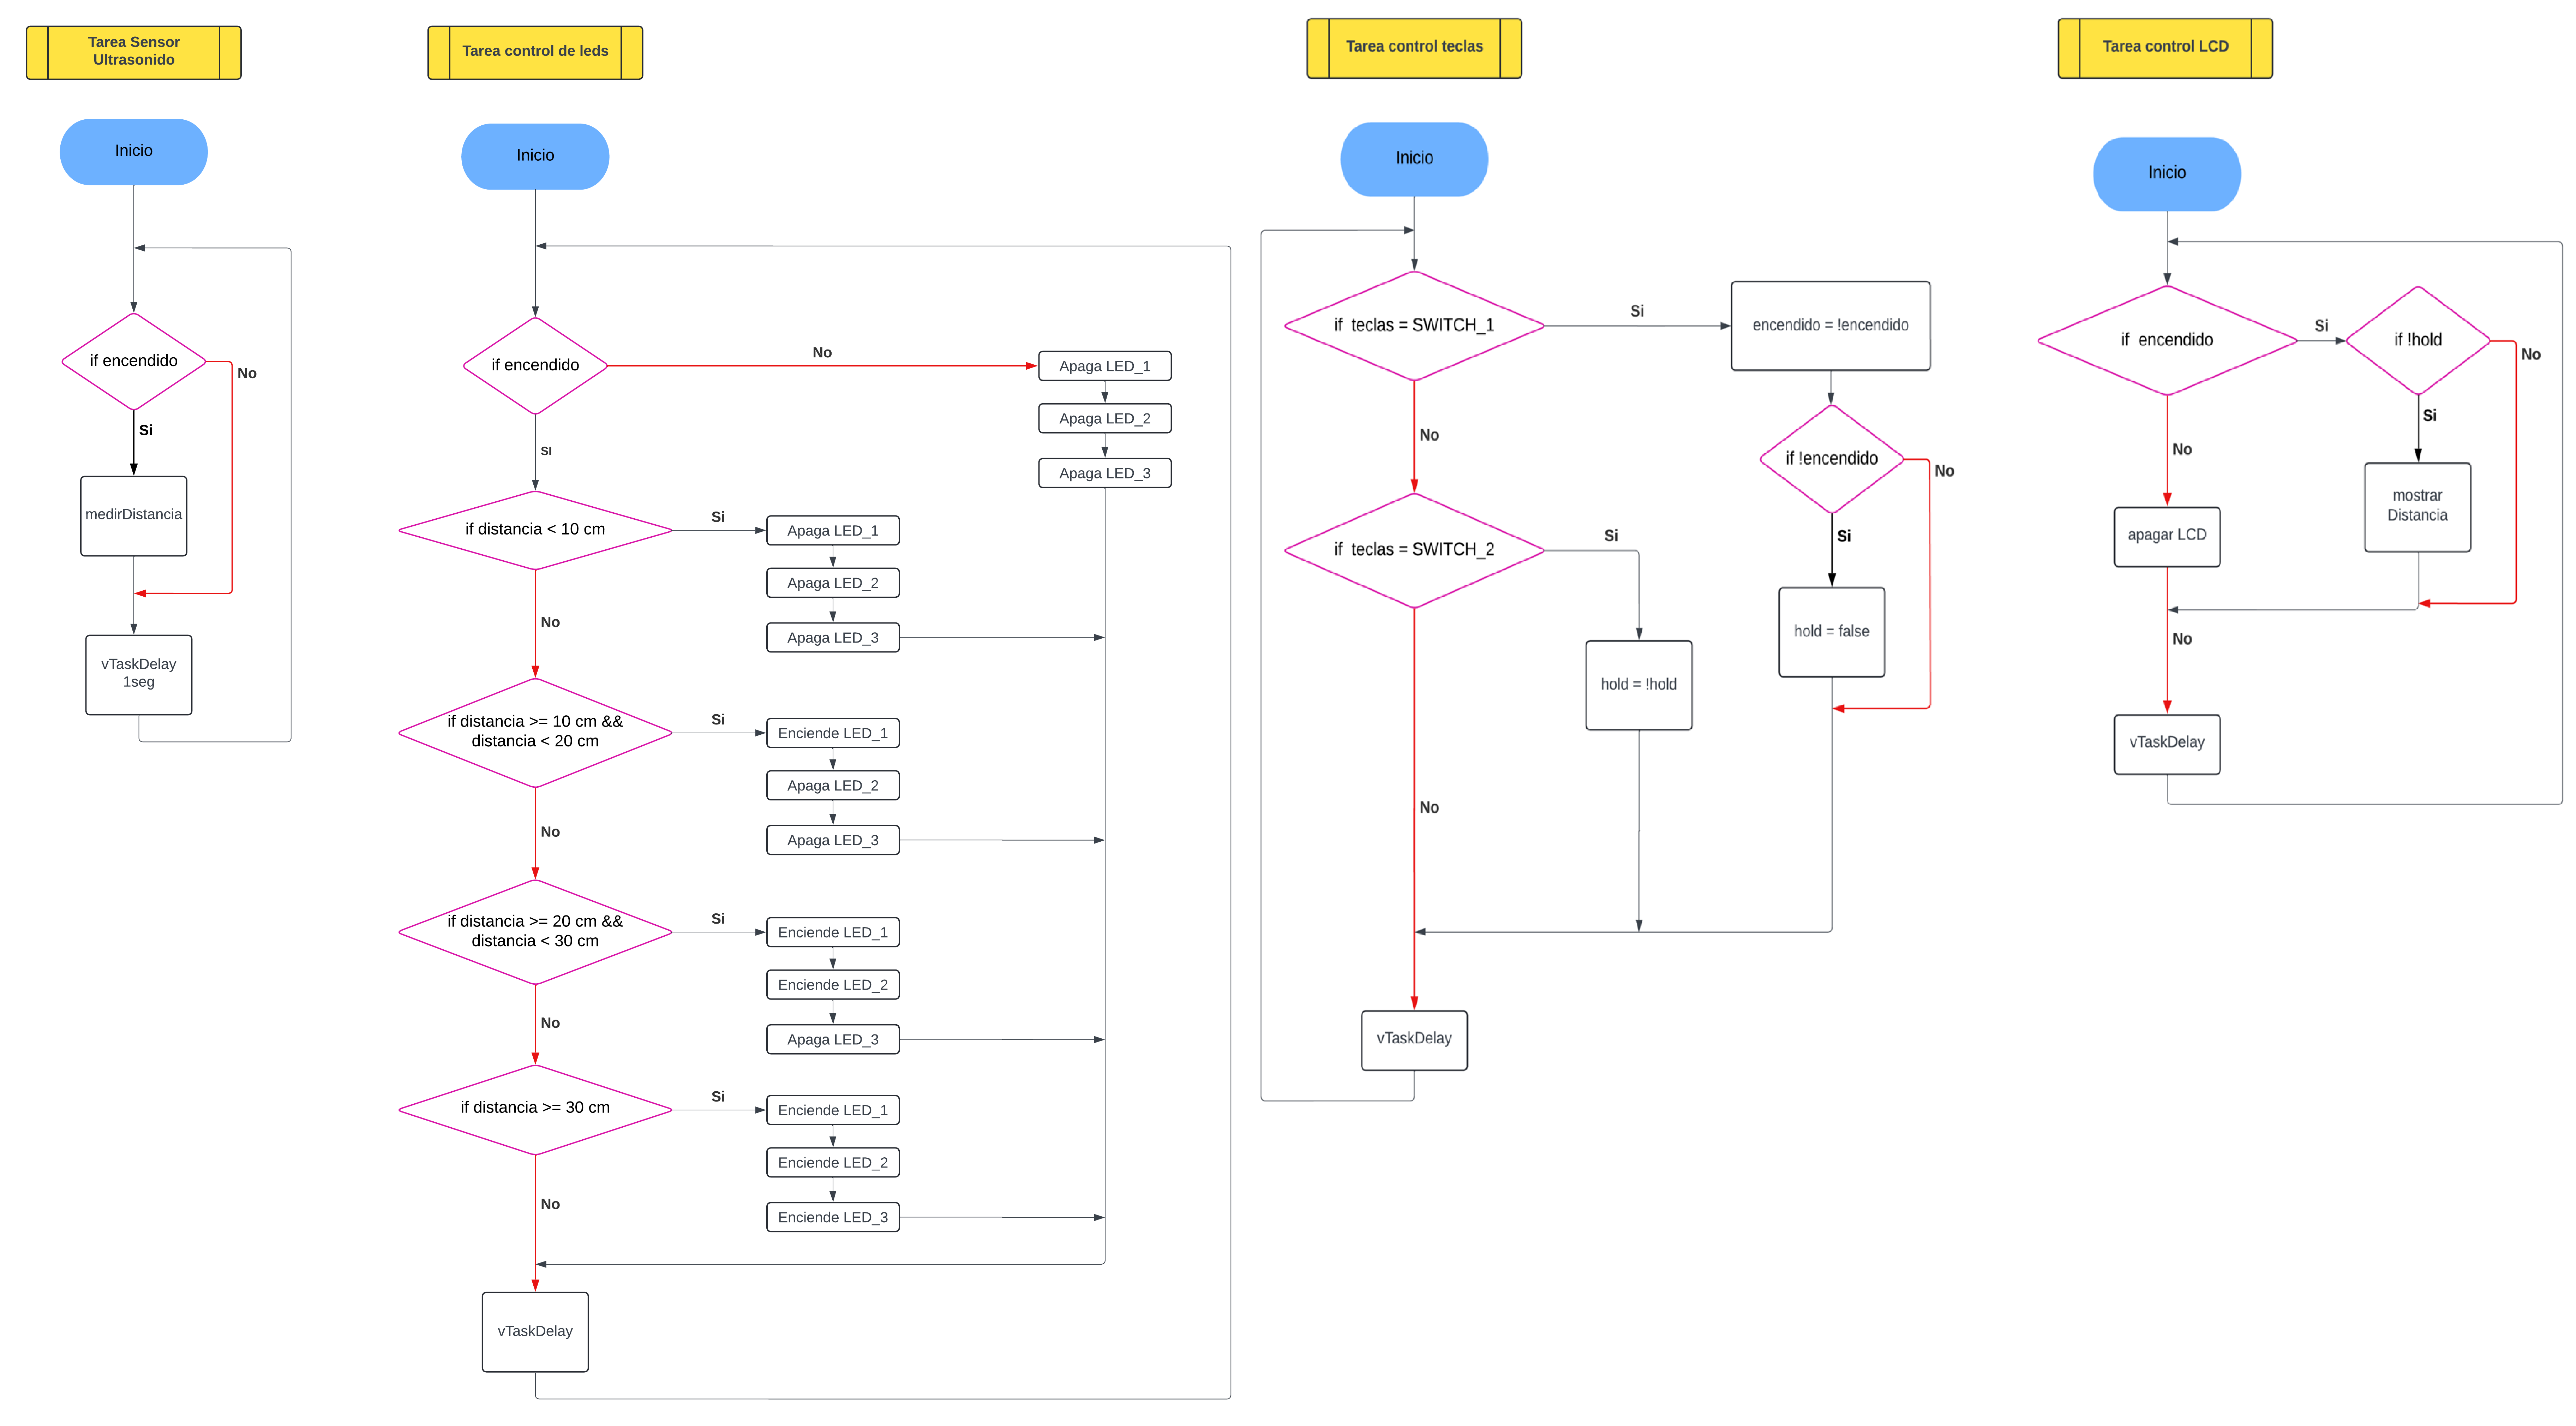 Tarea Sensor
Ultrasonido
Inicio
if encendido
No
Si
medirDistancia
vTaskDelay
1seg
Tarea control de leds
Inicio
if encendido
No
Apaga LED_1
Apaga LED_2
Apaga LED_3
SI
if distancia < 10 cm
Si
Apaga LED_1
Apaga LED_2
Apaga LED_3
No
if distancia >= 10 cm &&
distancia < 20 cm
Si
Enciende LED_1
Apaga LED_2
Apaga LED_3
No
if distancia >= 20 cm &&
distancia < 30 cm
Si
Enciende LED_1
Enciende LED_2
Apaga LED_3
No
if distancia >= 30 cm
Si
Enciende LED_1
Enciende LED_2
Enciende LED_3
No
vTaskDelay
Tarea control teclas
Inicio
if teclas = SWITCH_1
Si
encendido = !encendido
if !encendido
No
Si
hold = false
No
if teclas = SWITCH_2
Si
hold = !hold
No
vTaskDelay
Tarea control LCD
Inicio
if encendido
Si
if !hold
No
Si
mostrar
Distancia
No
apagar LCD
No
vTaskDelay